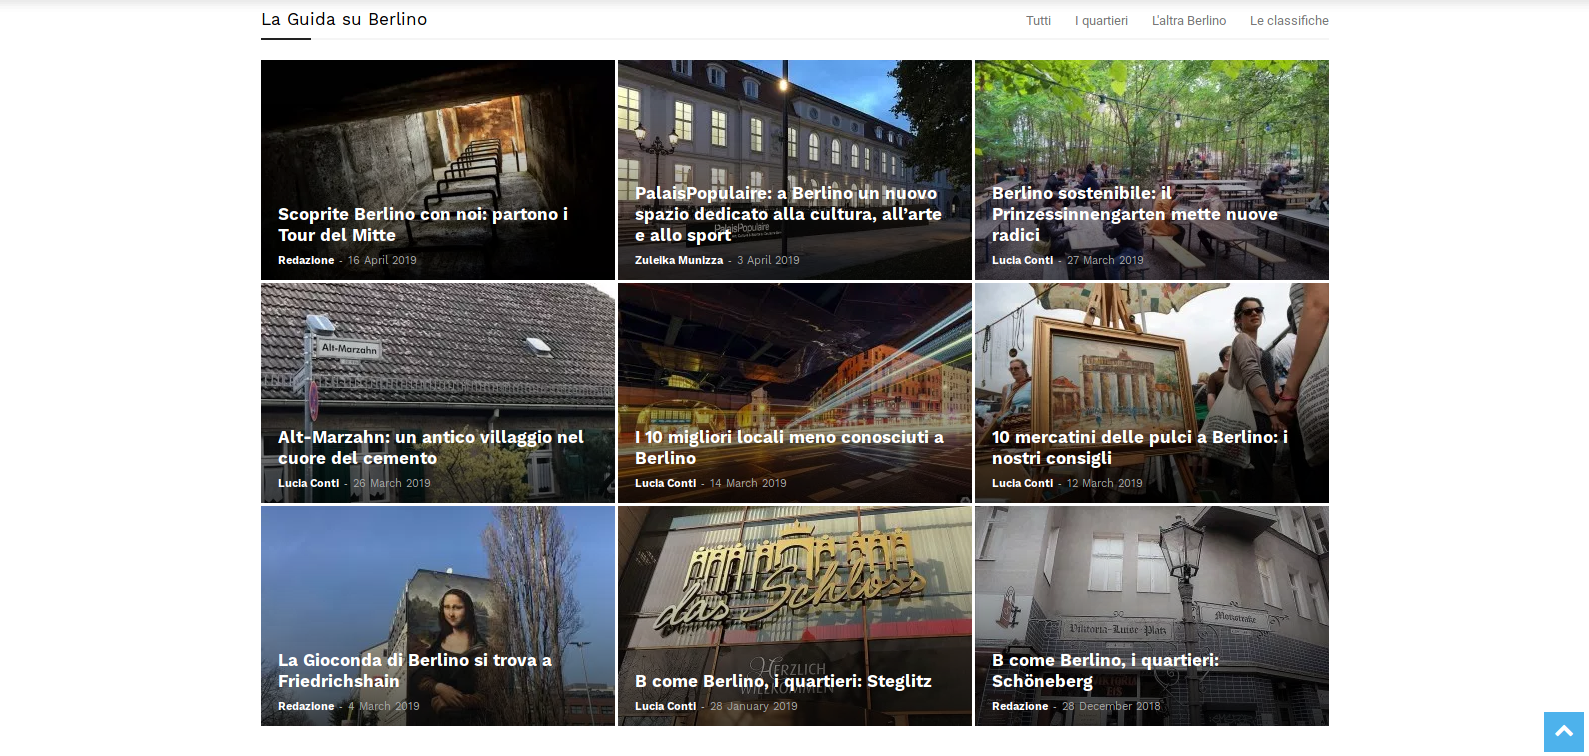 La Guida su Berlino
Tutti
I quartieri
L'altra Berlino
Le classifiche
Scoprite Berlino con noi: partono i
Tour del Mitte
Redazione - 16 April 2019
PalaisPopulaire: a Berlino un nuovo
spazio dedicato alla cultura, all’arte
e allo sport
PalaisPopulaire
Zuleika Munizza - 3 April 2019
Berlino sostenibile: il
Prinzessinnengarten mette nuove
radici
Lucia Conti - 27 March 2019
Alt-Marzahn
Alt-Marzahn: un antico villaggio nel
cuore del cemento
Lucia Conti - 26 March 2019
I 10 migliori locali meno conosciuti a
Berlino
Lucia Conti - 14 March 2019
10 mercatini delle pulci a Berlino: i
nostri consigli
Lucia Conti - 12 March 2019
La Gioconda di Berlino si trova a
Friedrichshain
Redazione - 4 March 2019
das Schloss
HERZLICH
WILLKOMMEN
B come Berlino, i quartieri: Steglitz
Lucia Conti - 28 January 2019
Motzstraße
Viktoria-Luise-Platz
B come Berlino, i quartieri:
Schöneberg
VIKTORIA
EIS
Redazione - 28 December 2018